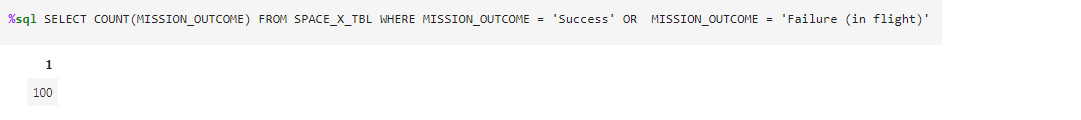 %sql SELECT COUNT(MISSION_OUTCOME) FROM SPACE_X_TBL WHERE MISSION_OUTCOME = 'Success' OR  MISSION_OUTCOME = 'Failure (in flight)'
1
100